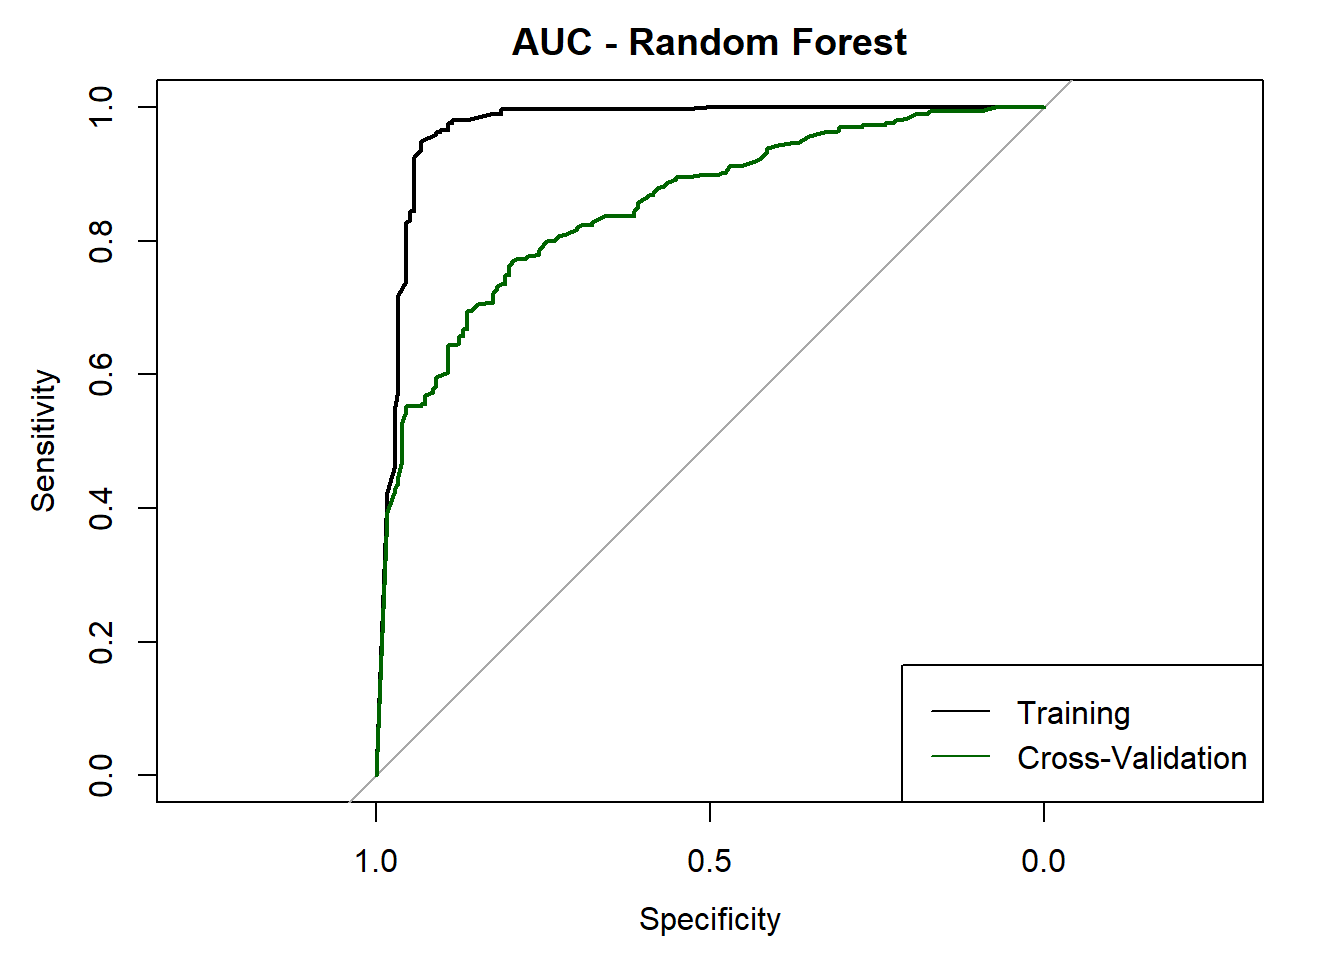 AUC - Random Forest
Sensitivity
1.0
0.8
0.6
0.4
0.2
0.0
Training
Cross-Validation
1.0 0.5 0.0
Specificity